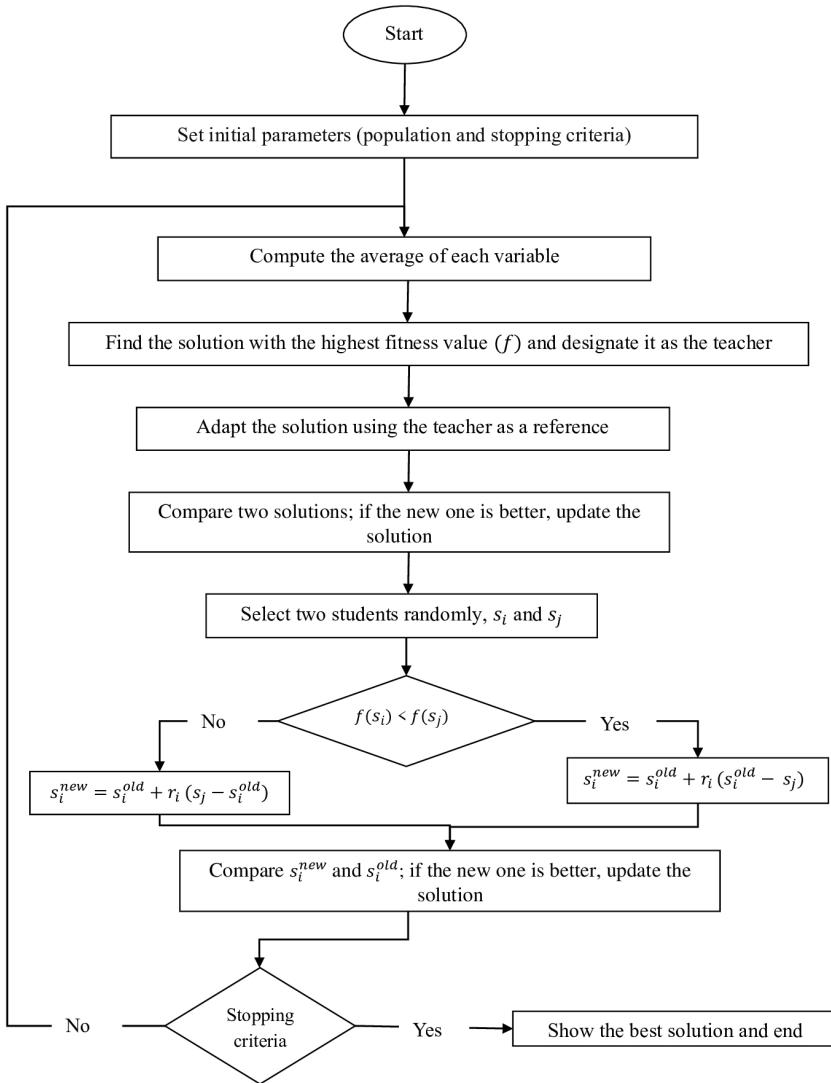 Start
Set initial parameters (population and stopping criteria)
Compute the average of each variable
Find the solution with the highest fitness value (f) and designate it as the teacher
Adapt the solution using the teacher as a reference
Compare two solutions; if the new one is better, update the
solution
Select two students randomly, s_i and s_j
f(s_i) < f(s_j)
No
Yes
s_i^{new} = s_i^{old} + r_i (s_j − s_i^{old})
s_i^{new} = s_i^{old} + r_i (s_i^{old} − s_j)
Compare s_i^{new} and s_i^{old}; if the new one is better, update the
solution
Stopping
criteria
No
Yes
Show the best solution and end